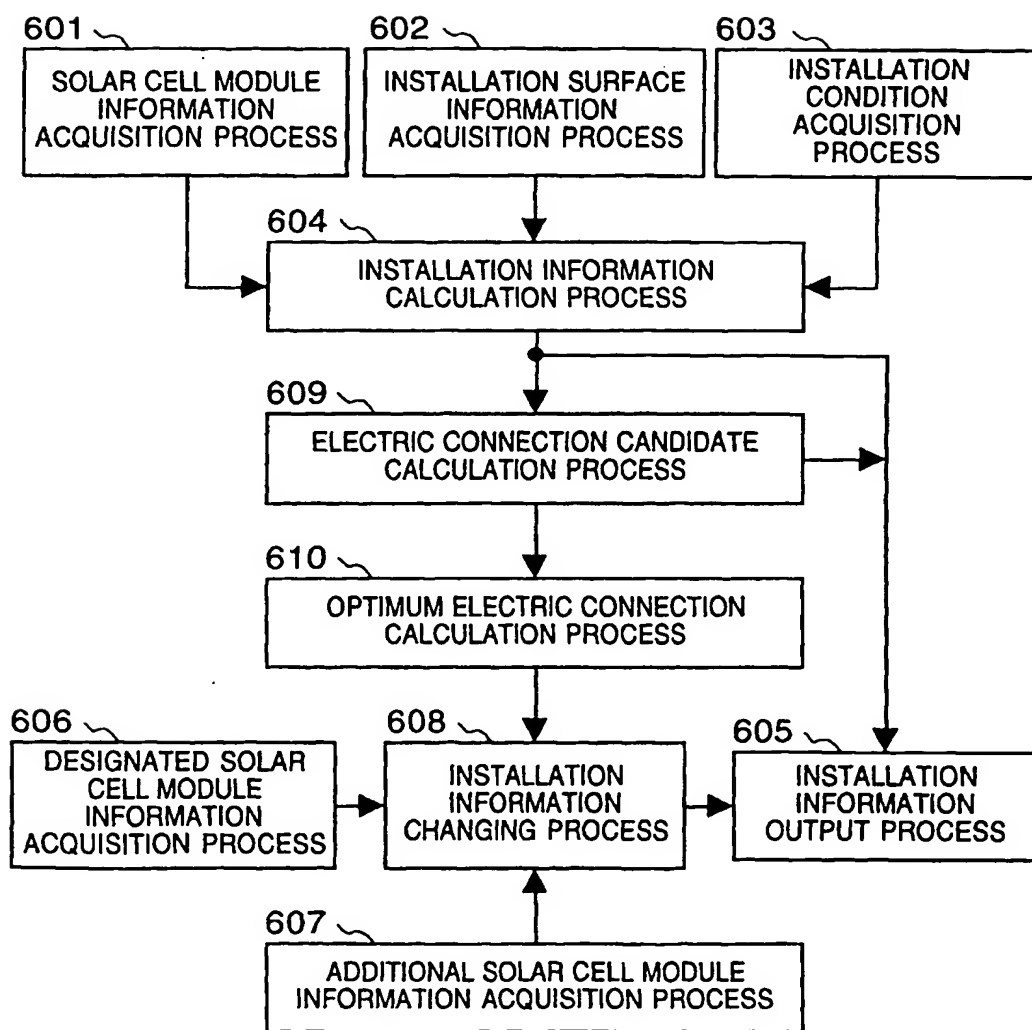 601
SOLAR CELL MODULE
INFORMATION
ACQUISITION PROCESS
602
INSTALLATION SURFACE
INFORMATION
ACQUISITION PROCESS
603
INSTALLATION
CONDITION
ACQUISITION
PROCESS
604
INSTALLATION INFORMATION
CALCULATION PROCESS
609
ELECTRIC CONNECTION CANDIDATE
CALCULATION PROCESS
610
OPTIMUM ELECTRIC CONNECTION
CALCULATION PROCESS
606
DESIGNATED SOLAR
CELL MODULE
INFORMATION
ACQUISITION PROCESS
608
INSTALLATION
INFORMATION
CHANGING PROCESS
605
INSTALLATION
INFORMATION
OUTPUT PROCESS
607
ADDITIONAL SOLAR CELL MODULE
INFORMATION ACQUISITION PROCESS